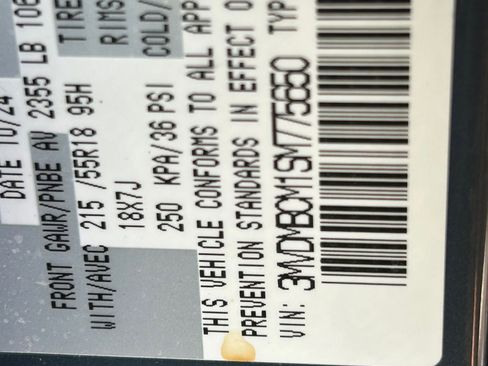 DATE 10/24
FRONT GAWR/PNBE AV 2355 LB 106
WITH/AVEC 215 /55R18 95H TIRE
18X7J RIMS
250 KPA/36 PSI COLD/
THIS VEHICLE CONFORMS TO ALL APP
PREVENTION STANDARDS IN EFFECT O
VIN: 3MVDMBCM1SM775650 TYP